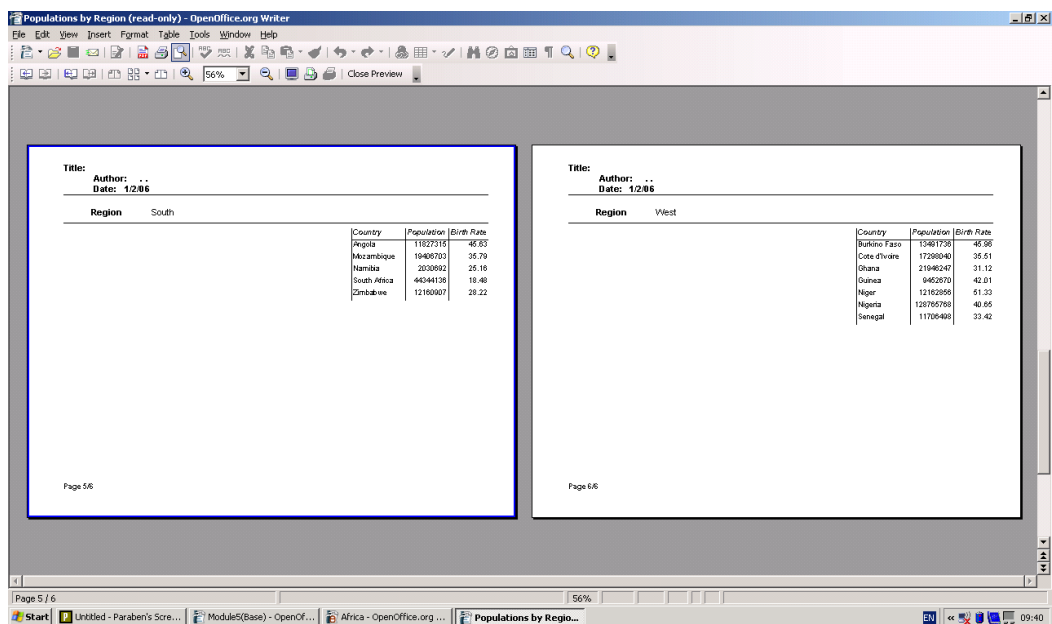 Populations by Region (read-only) - OpenOffice.org Writer
File Edit View Insert Format Table Tools Window Help
56% Close Preview
Title:
Author: . .
Date: 1/2/06
Region South
Country Population Birth Rate
Angola 11827315 45.63
Mozambique 19406703 35.79
Namibia 2030692 25.16
South Africa 44344136 18.48
Zimbabwe 12160907 28.22
Page 5/6
Title:
Author: . .
Date: 1/2/06
Region West
Country Population Birth Rate
Burkino Faso 13491736 45.96
Cote d'Ivoire 17298040 35.51
Ghana 21946247 31.12
Guinea 9452670 42.01
Niger 12162856 51.33
Nigeria 128765768 40.65
Senegal 11706498 33.42
Page 6/6
Page 5 / 6 56%
Start Untitled - Paraben's Scre... Module5(Base) - OpenOf... Africa - OpenOffice.org ... Populations by Regio... EN « 09:40